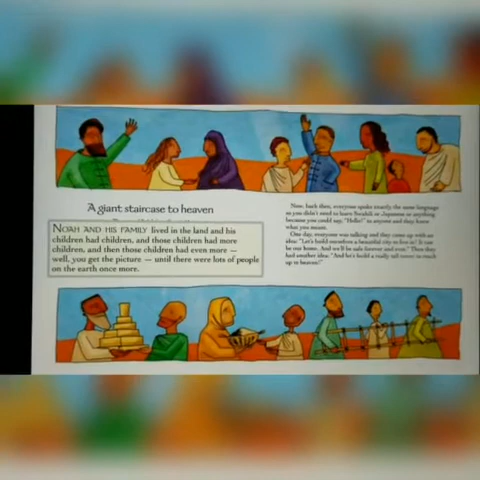 A giant staircase to heaven
NOAH AND HIS FAMILY lived in the land and his
children had children, and those children had more
children, and then those children had even more —
well, you get the picture — until there were lots of people
on the earth once more.
Now, back then, everyone spoke exactly the same language
so you didn't need to learn Swahili or Japanese or anything
because you could say, "Hello!" to anyone and they knew
what you meant.
One day, everyone was talking and they came up with an
idea: "Let's build ourselves a beautiful city to live in! It can
be our home. And we'll be safe forever and ever." Then they
had another idea: "And let's build a really tall tower to reach
up to heaven!"